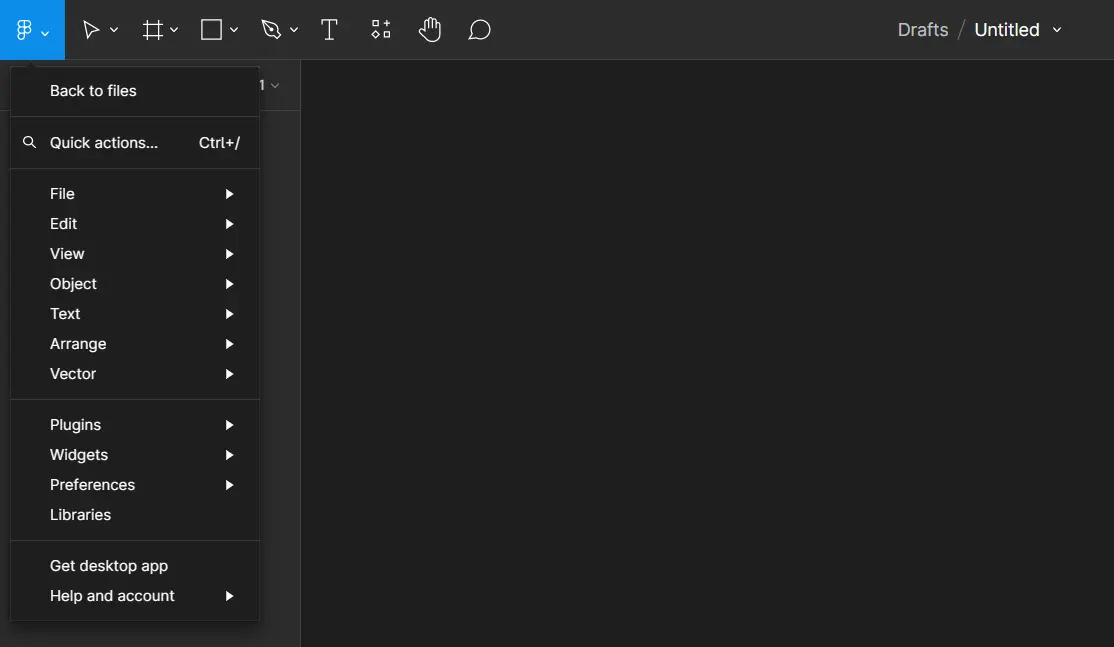 Drafts / Untitled
1
Back to files
Quick actions... Ctrl+/
File
Edit
View
Object
Text
Arrange
Vector
Plugins
Widgets
Preferences
Libraries
Get desktop app
Help and account